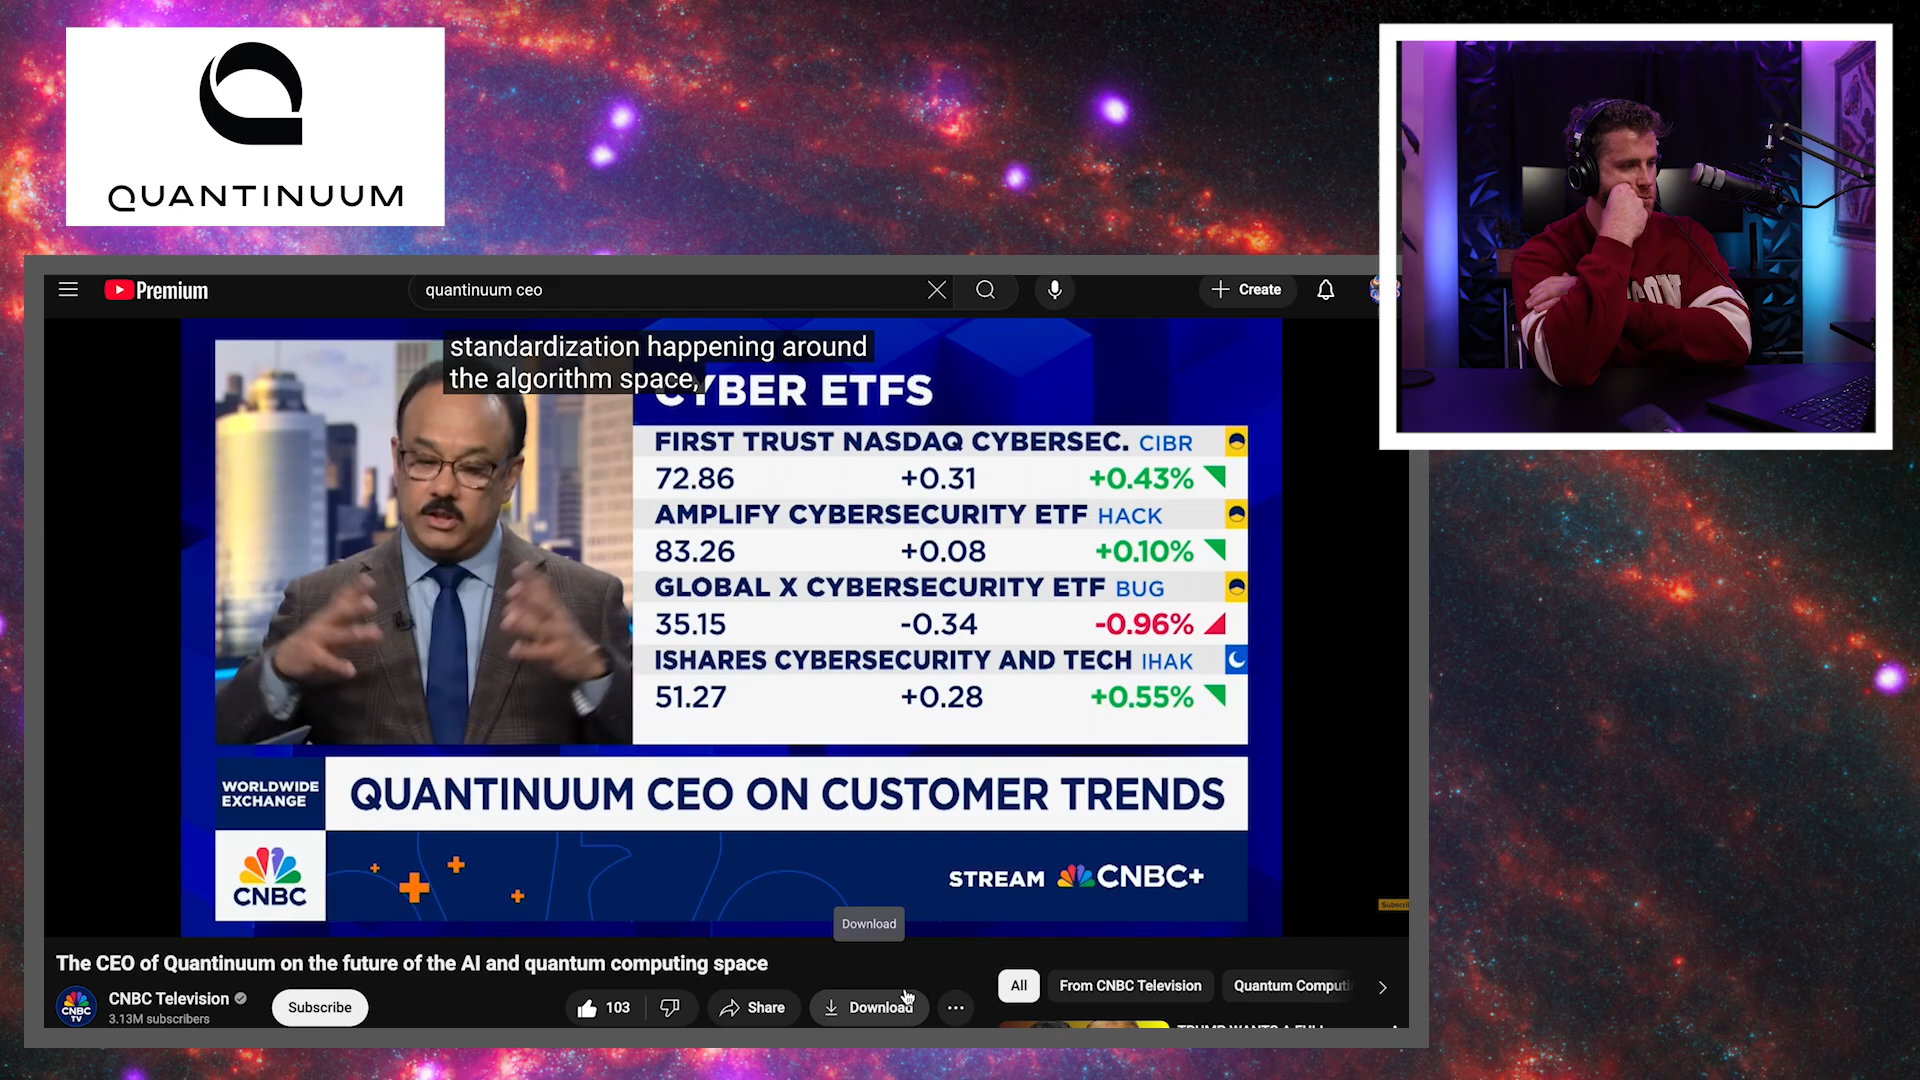 QUANTINUUM
Premium
quantinuum ceo
Create
standardization happening around
the algorithm space,
CYBER ETFS
FIRST TRUST NASDAQ CYBERSEC. CIBR
72.86 +0.31 +0.43%
AMPLIFY CYBERSECURITY ETF HACK
83.26 +0.08 +0.10%
GLOBAL X CYBERSECURITY ETF BUG
35.15 -0.34 -0.96%
ISHARES CYBERSECURITY AND TECH IHAK
51.27 +0.28 +0.55%
WORLDWIDE
EXCHANGE
QUANTINUUM CEO ON CUSTOMER TRENDS
CNBC
STREAM CNBC+
Download
The CEO of Quantinuum on the future of the AI and quantum computing space
CNBC
TV
CNBC Television
3.13M subscribers
Subscribe
103
Share
Download
All
From CNBC Television
Quantum Computi